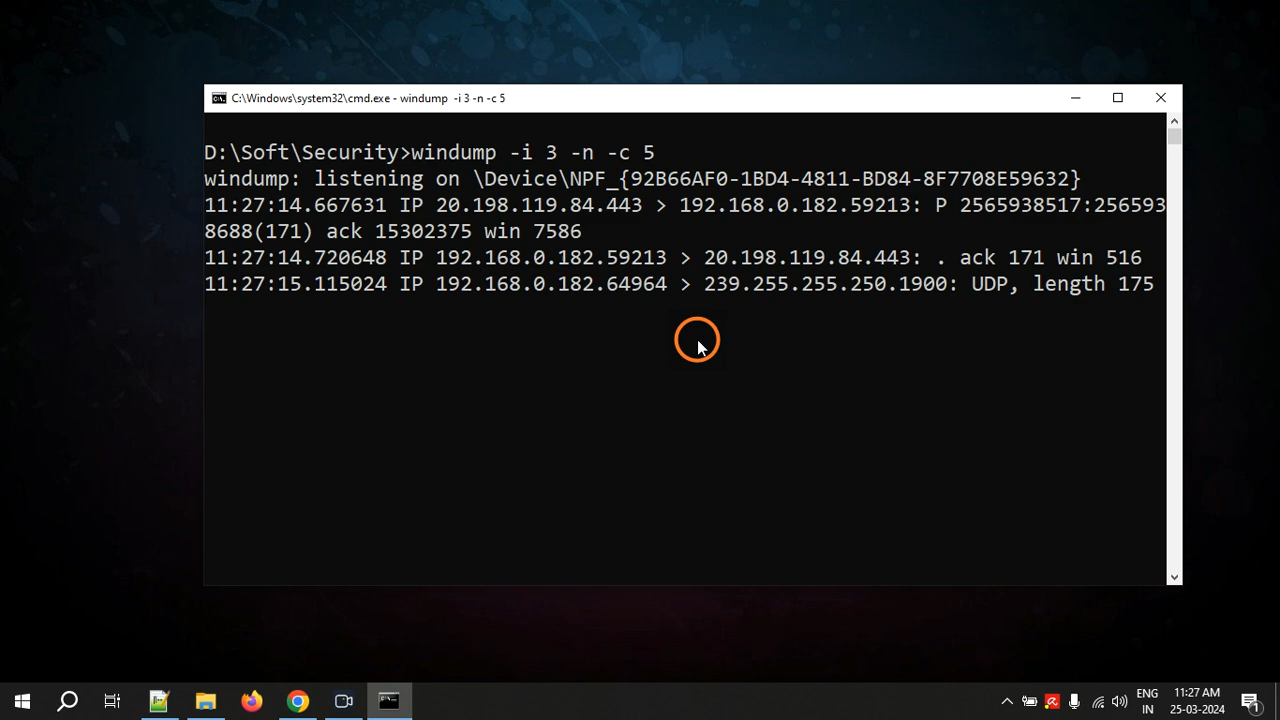 C:\Windows\system32\cmd.exe - windump  -i 3 -n -c 5
D:\Soft\Security>windump -i 3 -n -c 5
windump: listening on \Device\NPF_{92B66AF0-1BD4-4811-BD84-8F7708E59632}
11:27:14.667631 IP 20.198.119.84.443 > 192.168.0.182.59213: P 2565938517:256593
8688(171) ack 15302375 win 7586
11:27:14.720648 IP 192.168.0.182.59213 > 20.198.119.84.443: . ack 171 win 516
11:27:15.115024 IP 192.168.0.182.64964 > 239.255.255.250.1900: UDP, length 175
ENG
IN
11:27 AM
25-03-2024
1